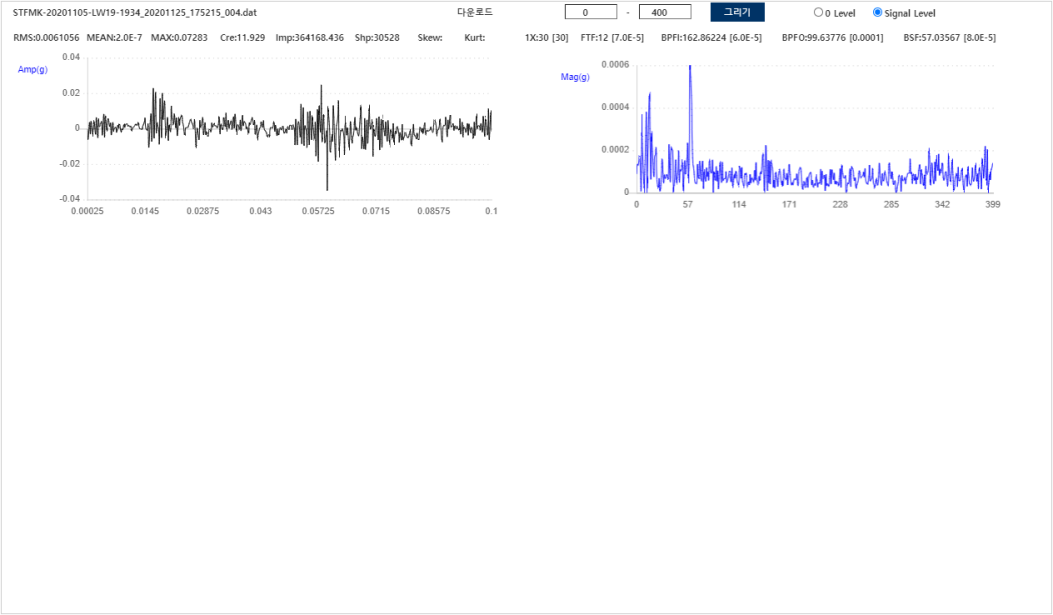 STFMK-20201105-LW19-1934_20201125_175215_004.dat 다운로드 0 - 400 그리기 0 Level Signal Level
RMS:0.0061056 MEAN:2.0E-7 MAX:0.07283 Cre:11.929 Imp:364168.436 Shp:30528 Skew: Kurt: 1X:30 [30] FTF:12 [7.0E-5] BPFI:162.86224 [6.0E-5] BPFO:99.63776 [0.0001] BSF:57.03567 [8.0E-5]
Amp(g)
0.04
0.02
0
-0.02
-0.04
0.00025 0.0145 0.02875 0.043 0.05725 0.0715 0.08575 0.1
Mag(g)
0.0006
0.0004
0.0002
0
0 57 114 171 228 285 342 399